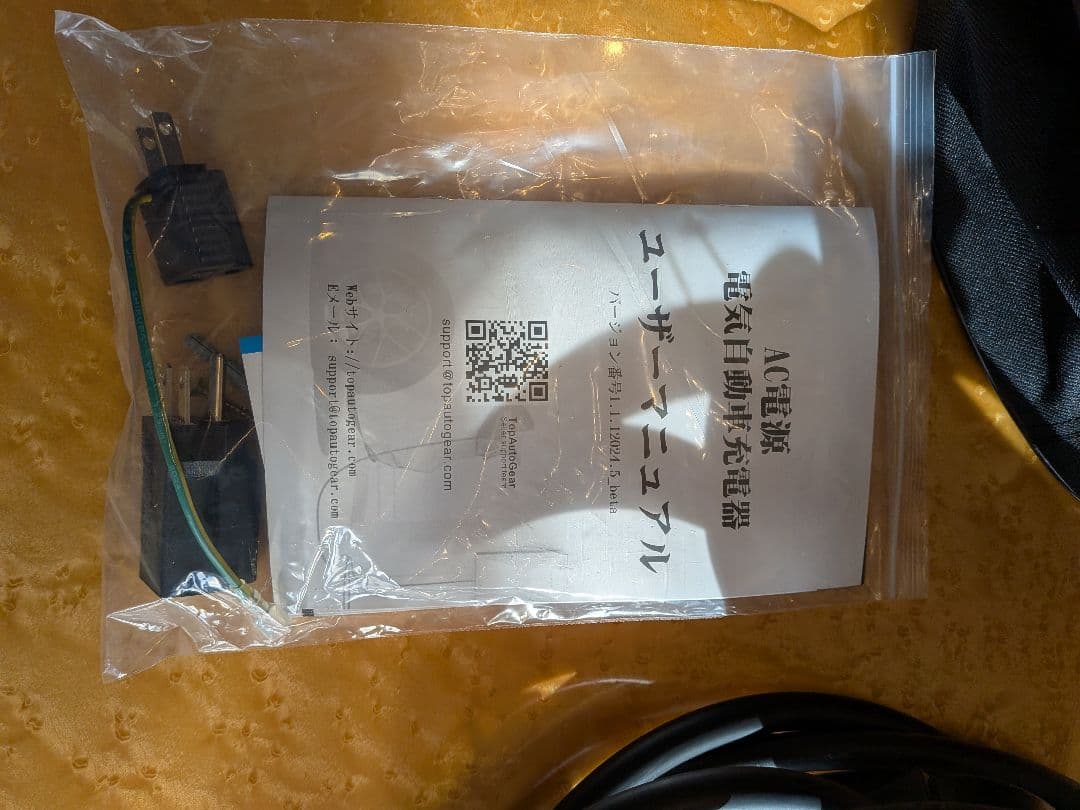 AC電源
電気自動車充電器
ユーザーマニュアル
バージョン番号1.1.12024.5_beta
TopAutoGear
support@topautogear.com
Webサイト://topautogear.com
Eメール: support@topautogear.com